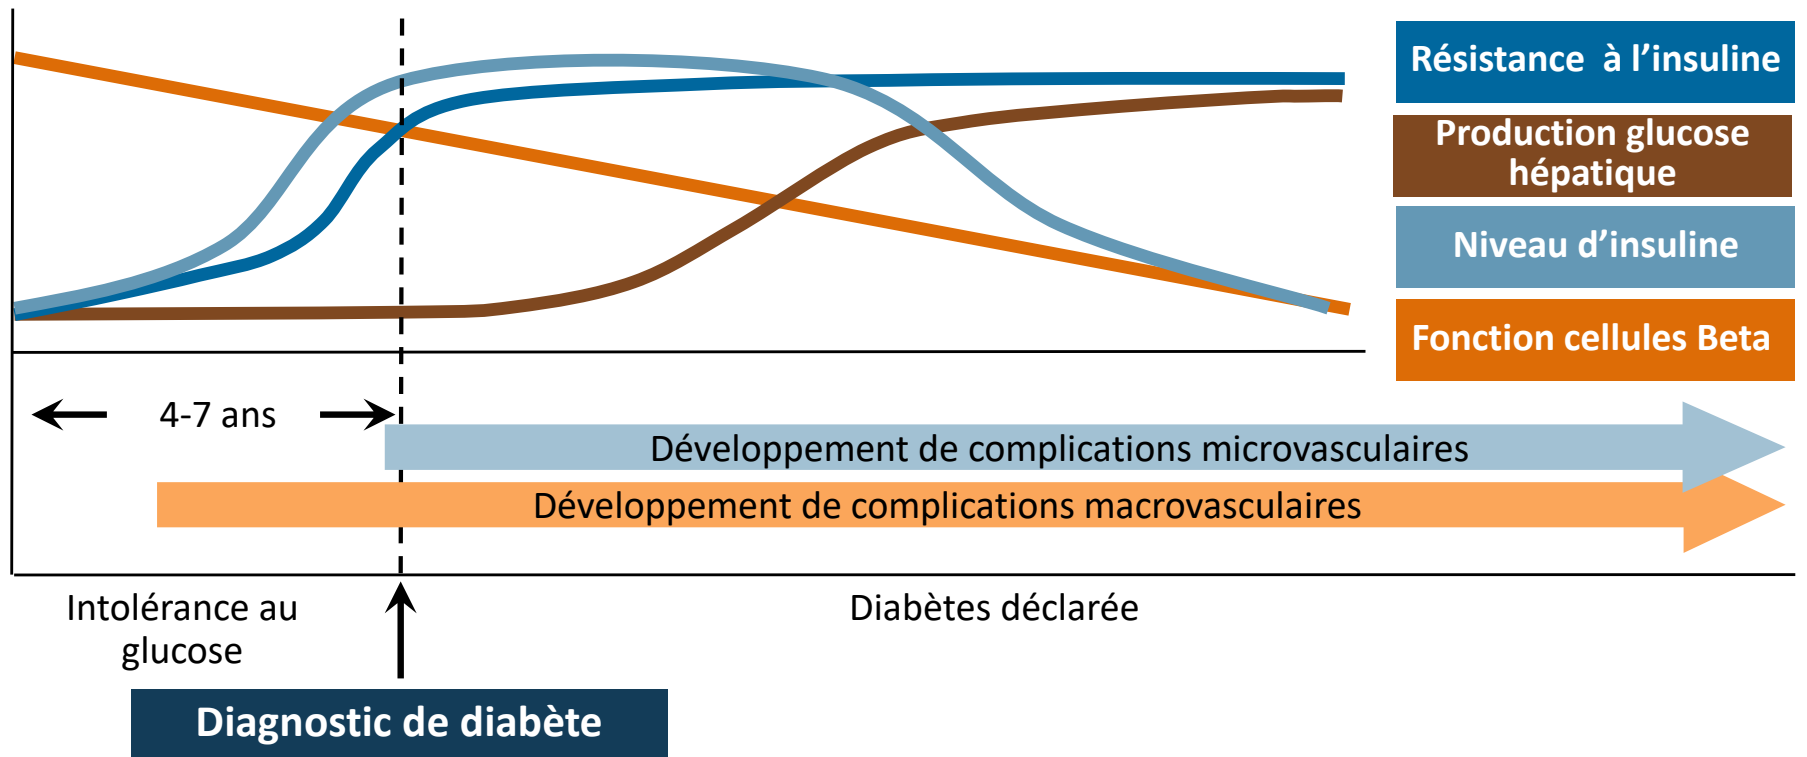 Résistance à l’insuline
Production glucose
hépatique
Niveau d’insuline
Fonction cellules Beta
4-7 ans
Développement de complications microvasculaires
Développement de complications macrovasculaires
Intolérance au
glucose
Diabètes déclarée
Diagnostic de diabète